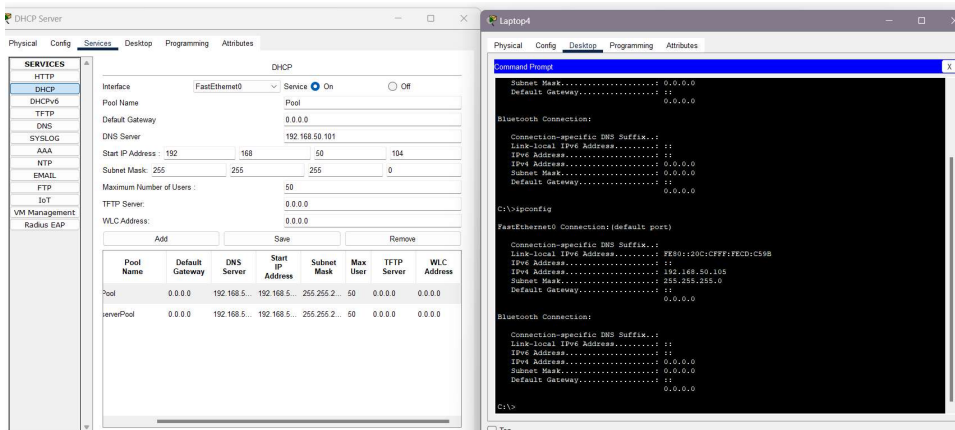 DHCP Server
Physical Config Services Desktop Programming Attributes
SERVICES
HTTP
DHCP
DHCPv6
TFTP
DNS
SYSLOG
AAA
NTP
EMAIL
FTP
IoT
VM Management
Radius EAP
DHCP
Interface FastEthernet0 Service On Off
Pool Name Pool
Default Gateway 0.0.0.0
DNS Server 192.168.50.101
Start IP Address : 192 168 50 104
Subnet Mask: 255 255 255 0
Maximum Number of Users : 50
TFTP Server: 0.0.0.0
WLC Address: 0.0.0.0
Add Save Remove
Pool Name Default Gateway DNS Server Start IP Address Subnet Mask Max User TFTP Server WLC Address
Pool 0.0.0.0 192.168.5... 192.168.5... 255.255.2... 50 0.0.0.0 0.0.0.0
serverPool 0.0.0.0 192.168.5... 192.168.5... 255.255.2... 50 0.0.0.0 0.0.0.0
Laptop4
Physical Config Desktop Programming Attributes
Command Prompt X
Subnet Mask....................: 0.0.0.0
Default Gateway................: ::
0.0.0.0
Bluetooth Connection:
Connection-specific DNS Suffix..:
Link-local IPv6 Address.........: ::
IPv6 Address....................: ::
IPv4 Address....................: 0.0.0.0
Subnet Mask.....................: 0.0.0.0
Default Gateway.................: ::
0.0.0.0
C:\>ipconfig
FastEthernet0 Connection:(default port)
Connection-specific DNS Suffix..:
Link-local IPv6 Address.........: FE80::20C:CFFF:FECD:C59B
IPv6 Address....................: ::
IPv4 Address....................: 192.168.50.105
Subnet Mask.....................: 255.255.255.0
Default Gateway.................: ::
0.0.0.0
Bluetooth Connection:
Connection-specific DNS Suffix..:
Link-local IPv6 Address.........: ::
IPv6 Address....................: ::
IPv4 Address....................: 0.0.0.0
Subnet Mask.....................: 0.0.0.0
Default Gateway.................: ::
0.0.0.0
C:\>